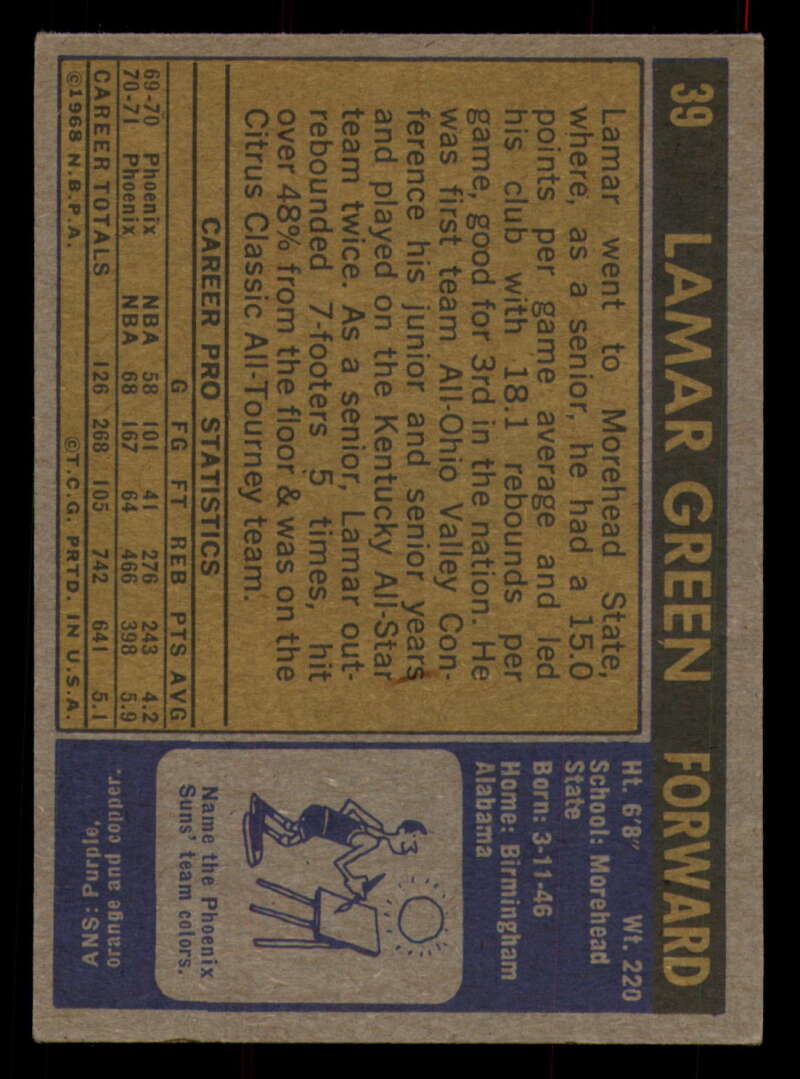 39 LAMAR GREEN FORWARD
Lamar went to Morehead State,
where, as a senior, he had a 15.0
points per game average and led
his club with 18.1 rebounds per
game, good for 3rd in the nation. He
was first team All-Ohio Valley Con-
ference his junior and senior years
and played on the Kentucky All-Star
team twice. As a senior, Lamar out-
rebounded 7-footers 5 times, hit
over 48% from the floor & was on the
Citrus Classic All-Tourney team.
CAREER PRO STATISTICS
G FG FT REB PTS AVG
69-70 Phoenix NBA 58 101 41 276 243 4.2
70-71 Phoenix NBA 68 167 64 466 398 5.9
CAREER TOTALS 126 268 105 742 641 5.1
©1968 N.B.P.A. ©T.C.G. PRTD. IN U.S.A.
Ht. 6'8" Wt. 220
School: Morehead
State
Born: 3-11-46
Home: Birmingham
Alabama
Name the Phoenix
Suns' team colors.
ANS: Purple,
orange and copper.